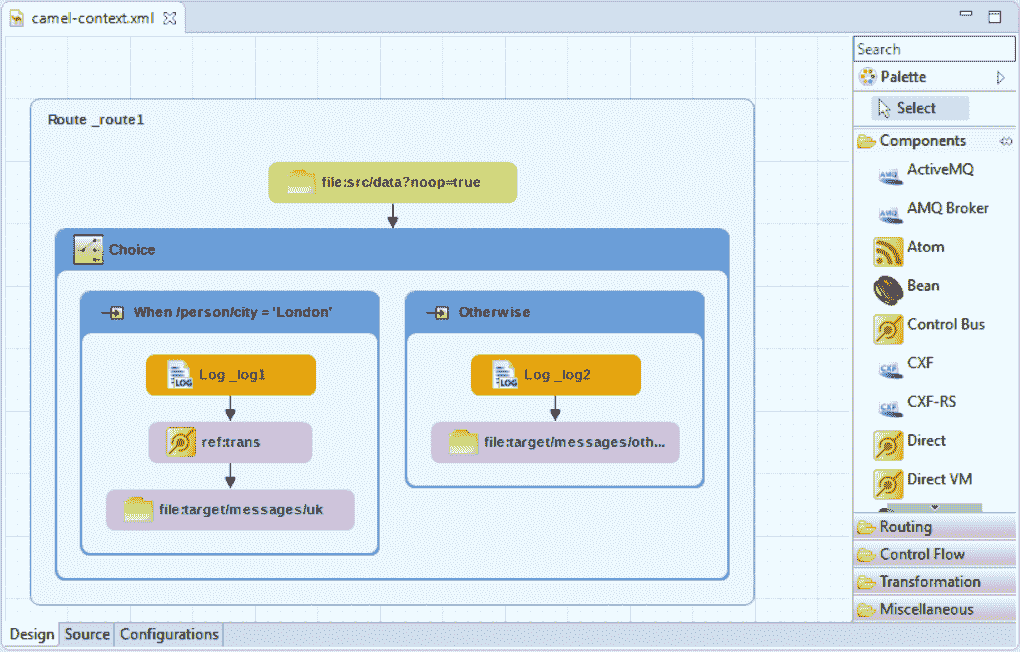 camel-context.xml
Search
Palette
Select
Components
ActiveMQ
AMQ Broker
Atom
Bean
Control Bus
CXF
CXF-RS
Direct
Direct VM
Routing
Control Flow
Transformation
Miscellaneous
Route _route1
file:src/data?noop=true
Choice
When /person/city = 'London'
LOG Log _log1
ref:trans
file:target/messages/uk
Otherwise
LOG Log _log2
file:target/messages/oth...
Design Source Configurations